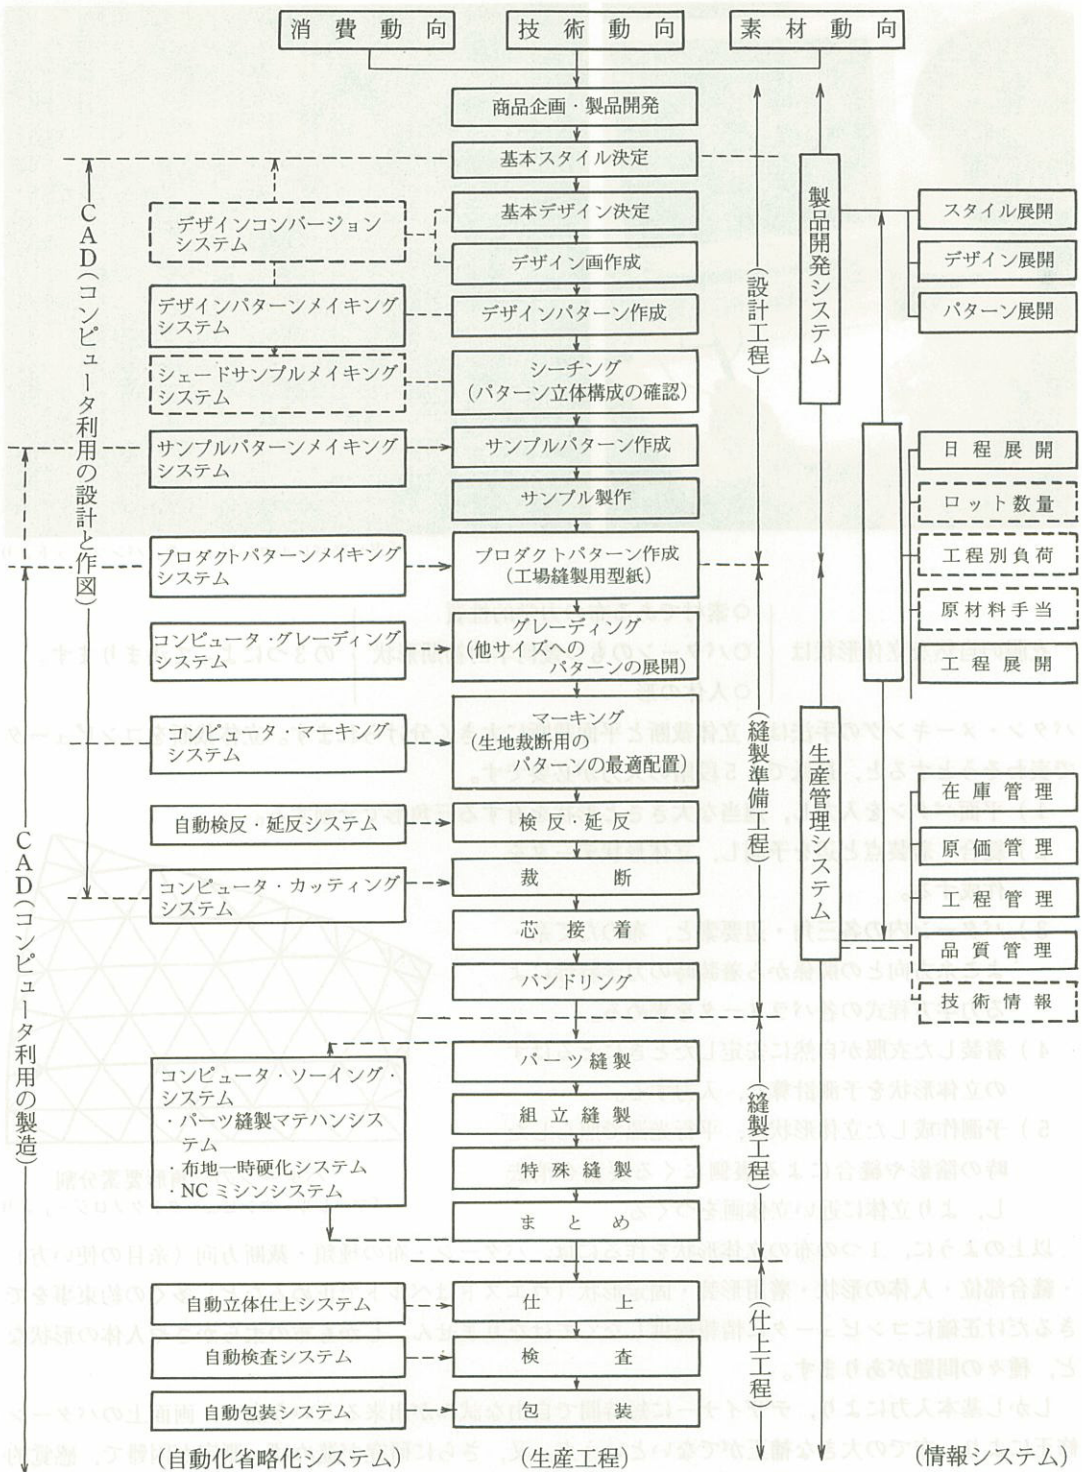 消費動向
技術動向
素材動向
商品企画・製品開発
基本スタイル決定
基本デザイン決定
デザイン画作成
デザインパターン作成
シーチング
(パターン立体構成の確認)
サンプルパターン作成
サンプル製作
プロダクトパターン作成
(工場縫製用型紙)
グレーディング
(他サイズへの
パターンの展開)
マーキング
(生地裁断用の
パターンの最適配置)
検反・延反
裁断
芯接着
バンドリング
パーツ縫製
組立縫製
特殊縫製
まとめ
仕上
検査
包装
(生産工程)
CAD(コンピュータ利用の設計と作図)
CAD(コンピュータ利用の製造)
デザインコンバージョン
システム
デザインパターンメイキング
システム
シェードサンプルメイキング
システム
サンプルパターンメイキング
システム
プロダクトパターンメイキング
システム
コンピュータ・グレーディング
システム
コンピュータ・マーキング
システム
自動検反・延反システム
コンピュータ・カッティング
システム
コンピュータ・ソーイング・
システム
・パーツ縫製マテハンシス
テム
・布地一時硬化システム
・NCミシンシステム
自動立体仕上システム
自動検査システム
自動包装システム
(自動化省略化システム)
(設計工程)
(縫製準備工程)
(縫製工程)
(仕上工程)
製品開発システム
生産管理システム
スタイル展開
デザイン展開
パターン展開
日程展開
ロット数量
工程別負荷
原材料手当
工程展開
在庫管理
原価管理
工程管理
品質管理
技術情報
(情報システム)